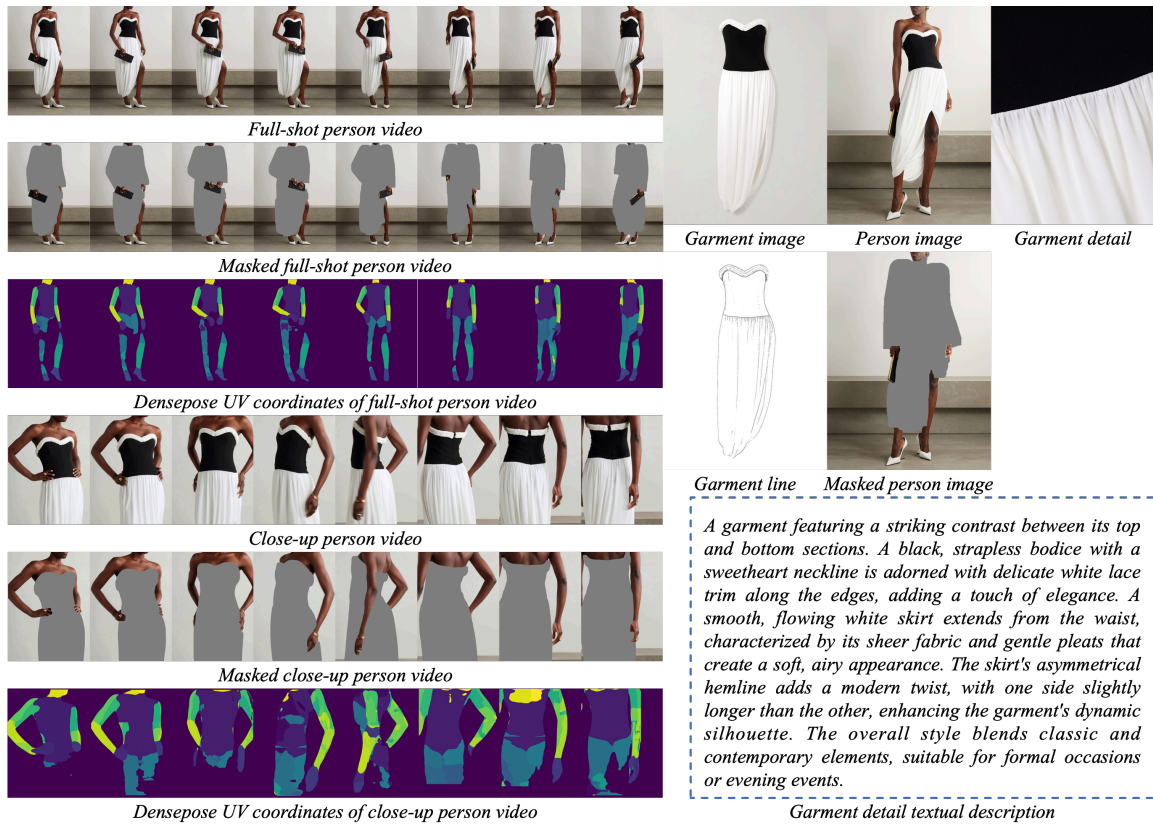 Full-shot person video
Masked full-shot person video
Densepose UV coordinates of full-shot person video
Close-up person video
Masked close-up person video
Densepose UV coordinates of close-up person video
Garment image
Person image
Garment detail
Garment line
Masked person image
A garment featuring a striking contrast between its top
and bottom sections. A black, strapless bodice with a
sweetheart neckline is adorned with delicate white lace
trim along the edges, adding a touch of elegance. A
smooth, flowing white skirt extends from the waist,
characterized by its sheer fabric and gentle pleats that
create a soft, airy appearance. The skirt's asymmetrical
hemline adds a modern twist, with one side slightly
longer than the other, enhancing the garment's dynamic
silhouette. The overall style blends classic and
contemporary elements, suitable for formal occasions
or evening events.
Garment detail textual description